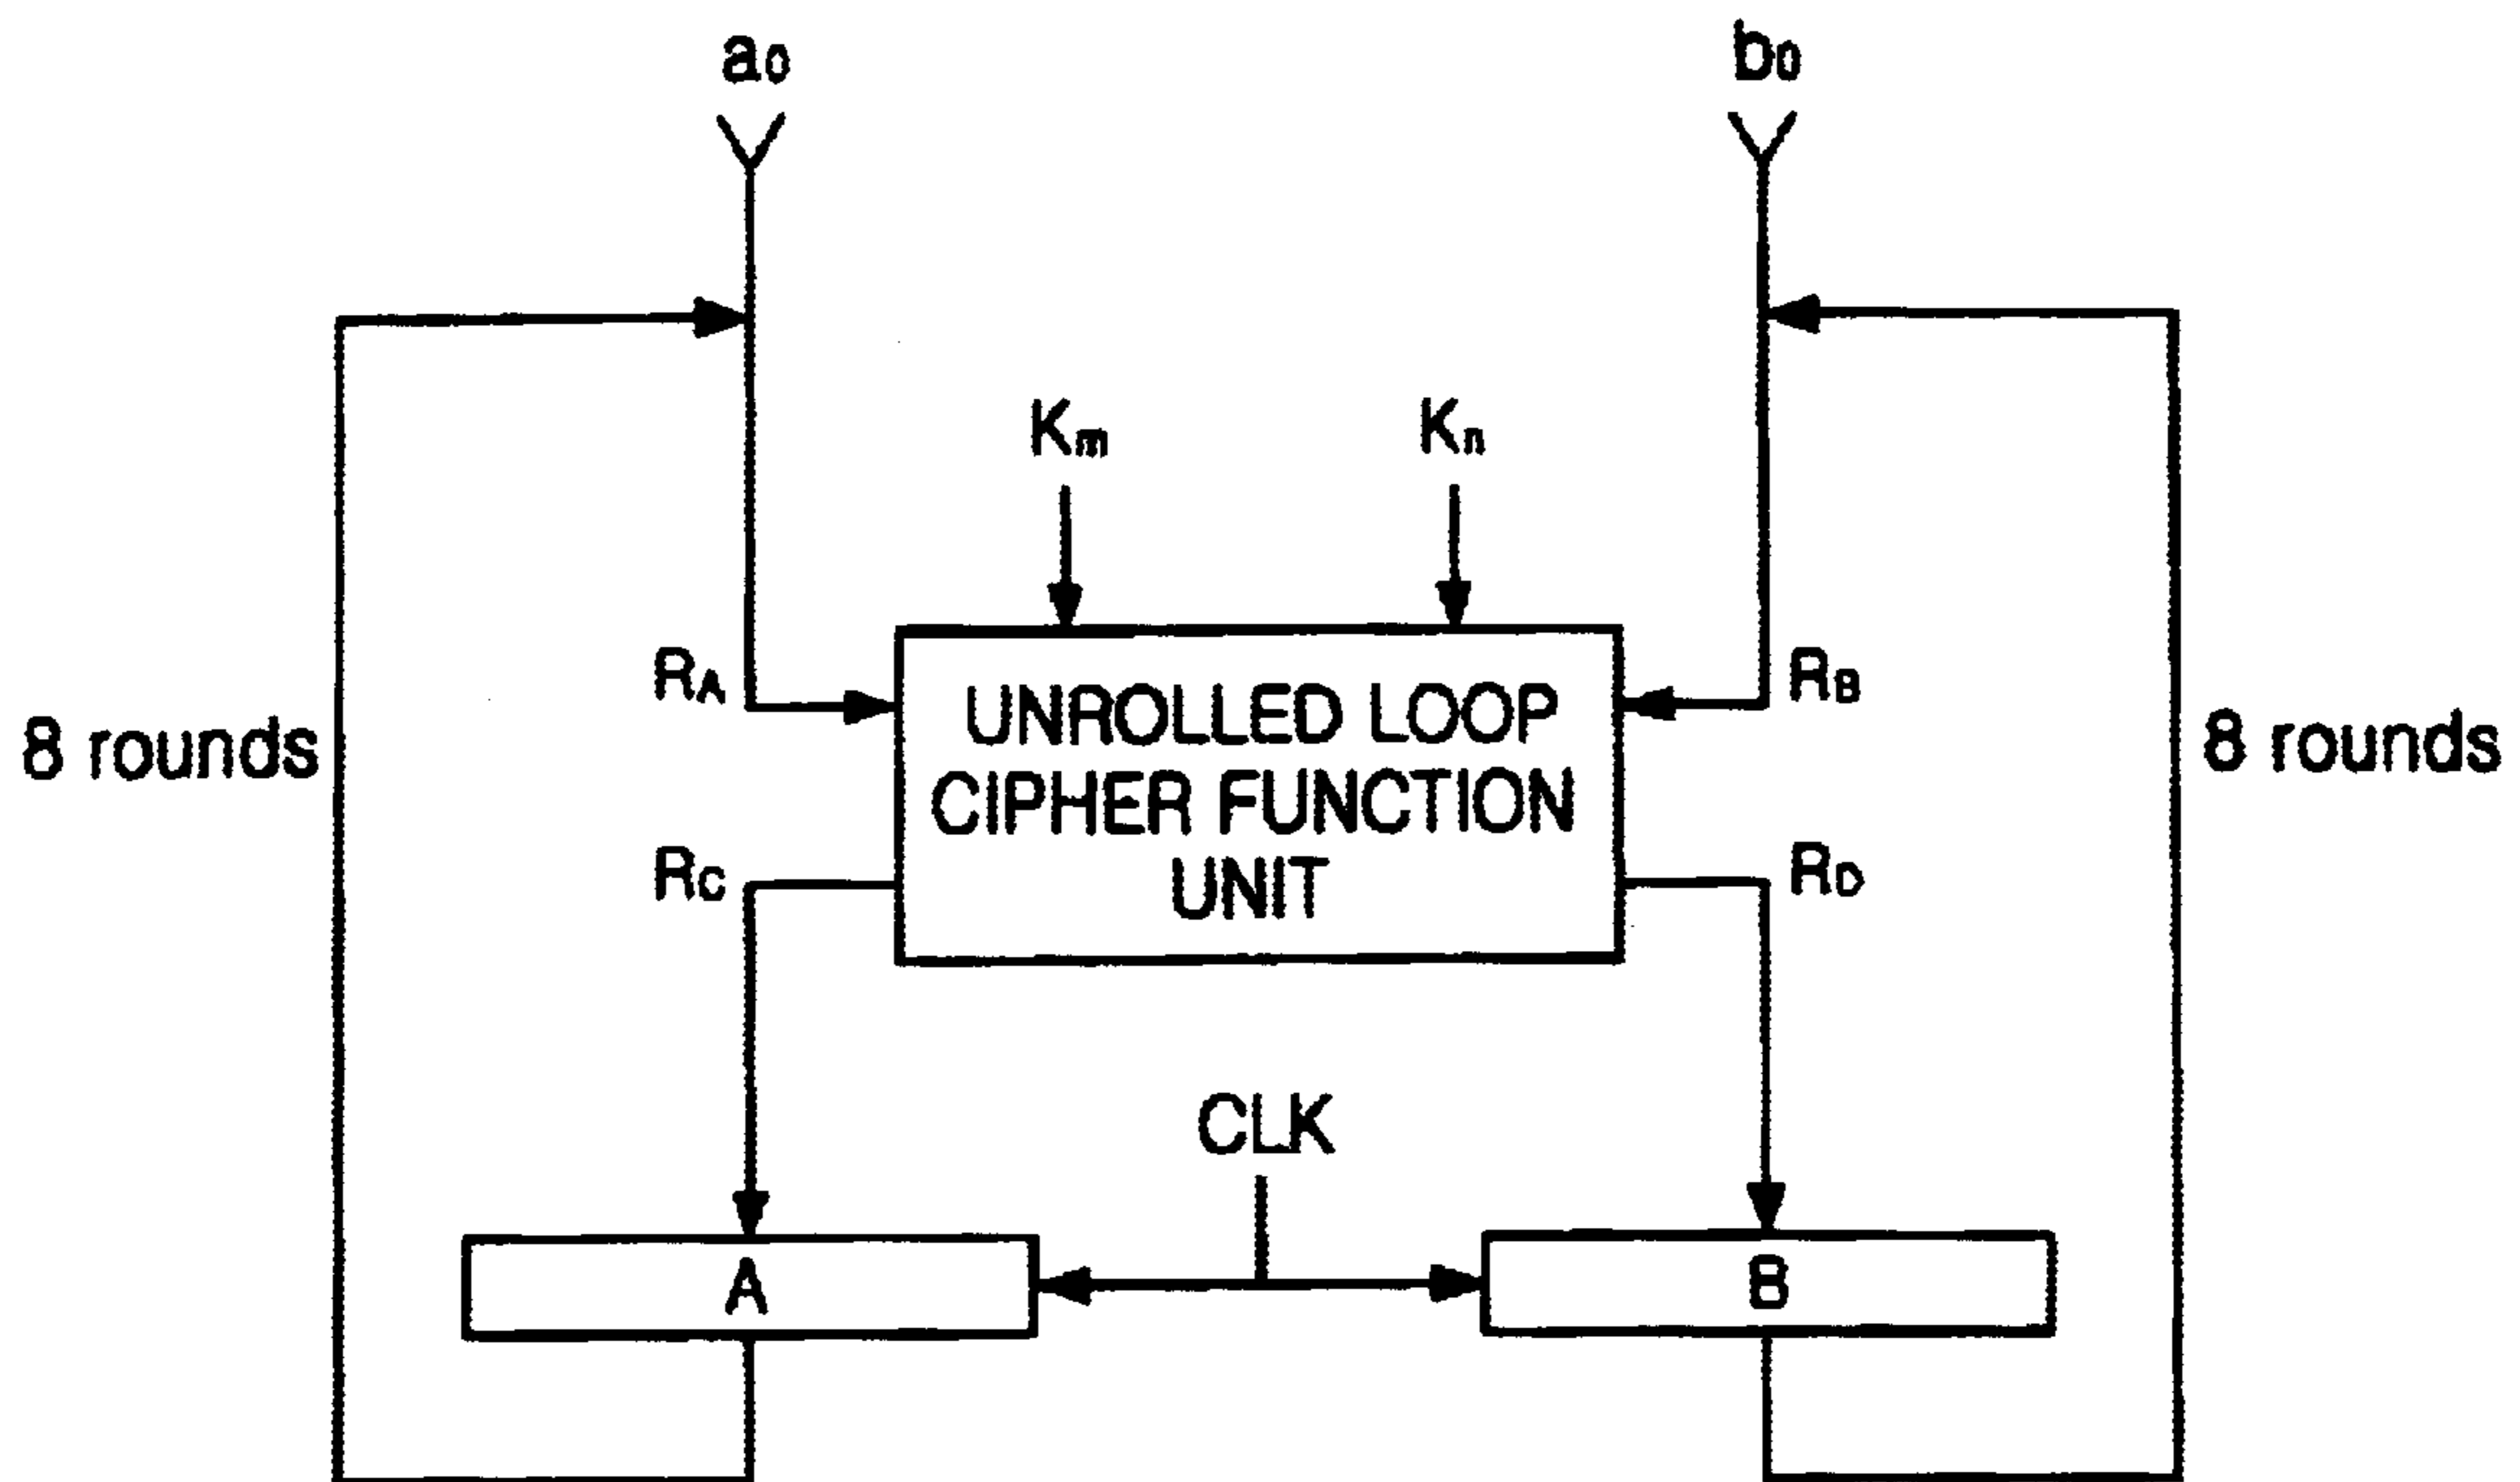 a0
b0
Km
Kn
RA
RB
UNROLLED LOOP
CIPHER FUNCTION
UNIT
8 rounds
8 rounds
RC
RD
CLK
A
B